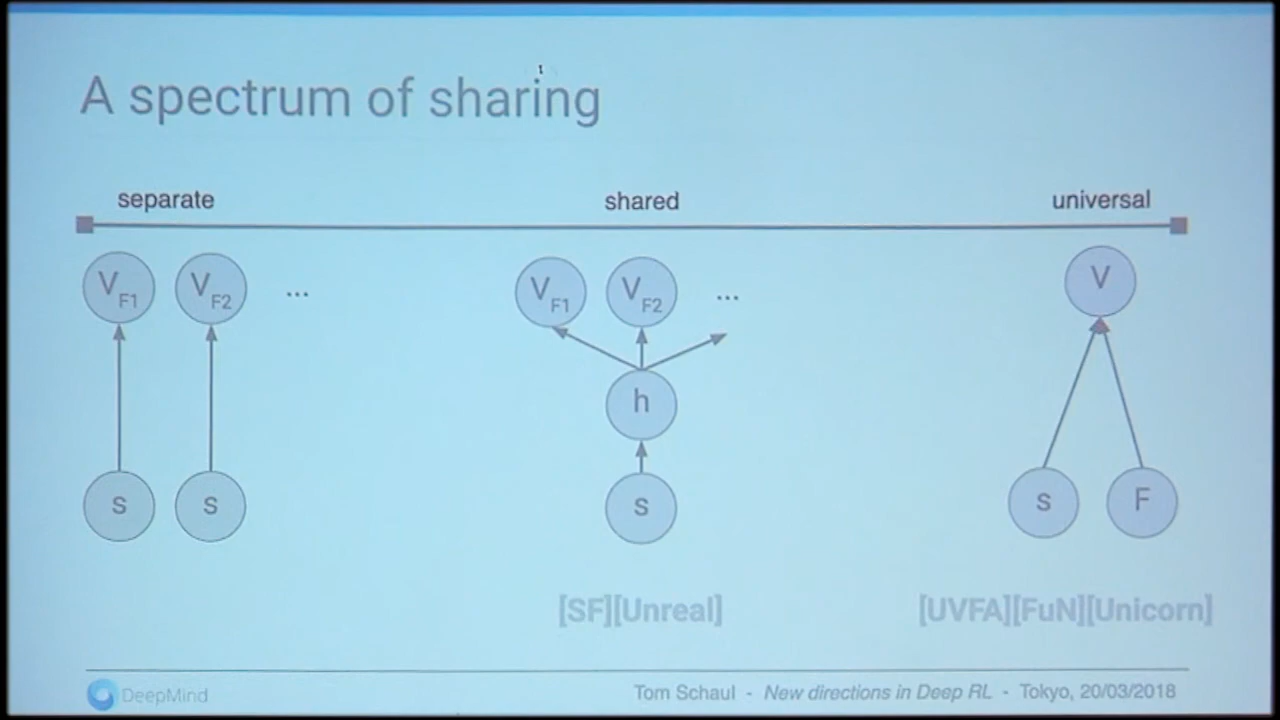 A spectrum of sharing
separate shared universal
V F1 V F2 ... V F1 V F2 ... V
h
s s s s F
[SF][Unreal] [UVFA][FuN][Unicorn]
DeepMind Tom Schaul - New directions in Deep RL - Tokyo, 20/03/2018